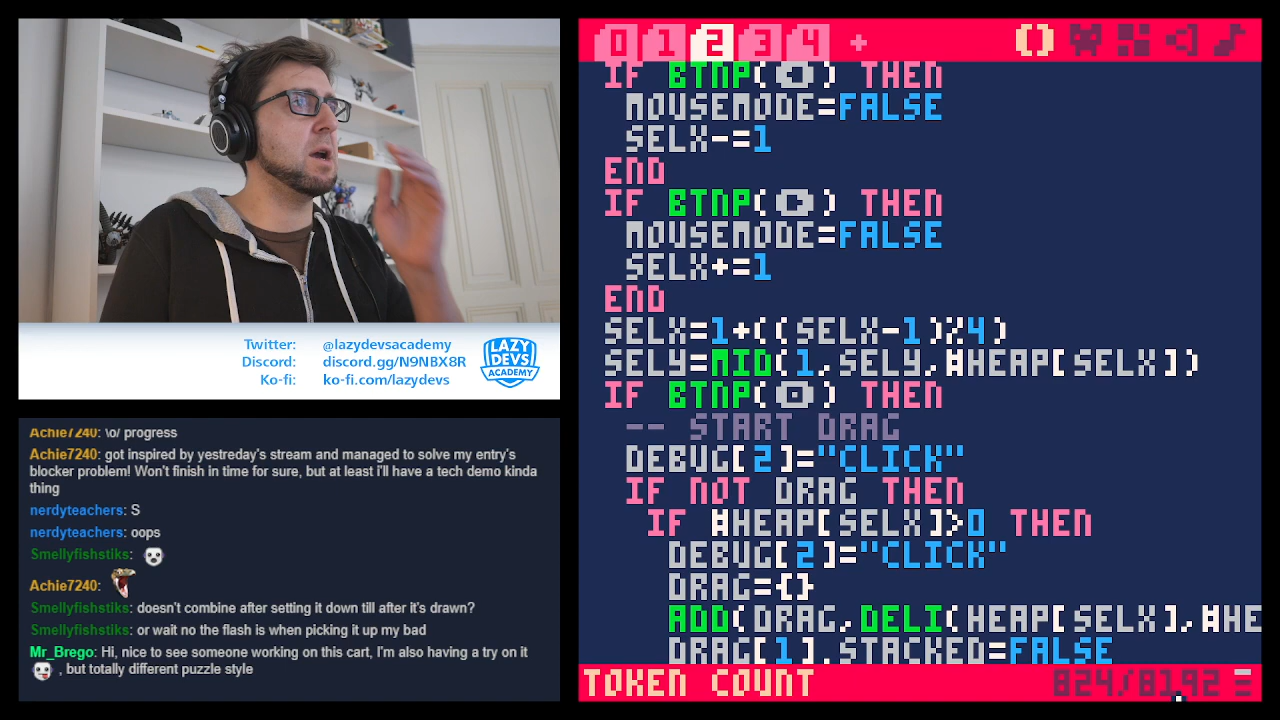 Twitter: @lazydevsacademy
Discord: discord.gg/N9NBX8R
Ko-fi: ko-fi.com/lazydevs
LAZY
DEVS
ACADEMY
Achie7240: \o/ progress
Achie7240: got inspired by yestreday's stream and managed to solve my entry's
blocker problem! Won't finish in time for sure, but at least i'll have a tech demo kinda
thing
nerdyteachers: S
nerdyteachers: oops
Smellyfishstiks:
Achie7240:
Smellyfishstiks: doesn't combine after setting it down till after it's drawn?
Smellyfishstiks: or wait no the flash is when picking it up my bad
Mr_Brego: Hi, nice to see someone working on this cart, I'm also having a try on it
, but totally different puzzle style
0 1 2 3 4 +
IF BTNP(⬅️) THEN
MOUSEMODE=FALSE
SELX-=1
END
IF BTNP(➡️) THEN
MOUSEMODE=FALSE
SELX+=1
END
SELX=1+((SELX-1)%4)
SELY=MID(1,SELY,#HEAP[SELX])
IF BTNP(🅾️) THEN
-- START DRAG
DEBUG[2]="CLICK"
IF NOT DRAG THEN
IF #HEAP[SELX]>0 THEN
DEBUG[2]="CLICK"
DRAG={}
ADD(DRAG,DELI(HEAP[SELX],#HE
DRAG[1].STACKED=FALSE
TOKEN COUNT 824/8192